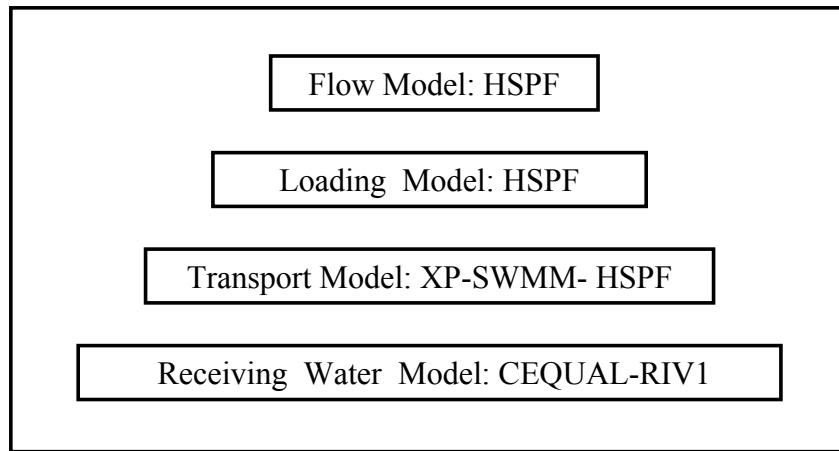 Flow Model: HSPF
Loading Model: HSPF
Transport Model: XP-SWMM- HSPF
Receiving Water Model: CEQUAL-RIV1